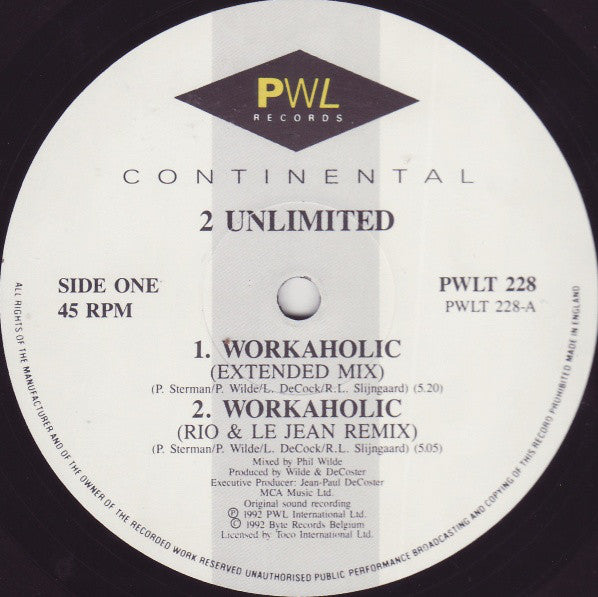 PWL
RECORDS
CONTINENTAL
2 UNLIMITED
SIDE ONE
45 RPM
PWLT 228
PWLT 228-A
1. WORKAHOLIC
(EXTENDED MIX)
(P. Sterman/P. Wilde/L. DeCock/R.L. Slijngaard) (5.20)
2. WORKAHOLIC
(RIO & LE JEAN REMIX)
(P. Sterman/P. Wilde/L. DeCock/R.L. Slijngaard) (5.05)
Mixed by Phil Wilde
Produced by Wilde & DeCoster
Executive Producer: Jean-Paul DeCoster
MCA Music Ltd.
Original sound recording
Ⓟ 1992 PWL International Ltd.
© 1992 Byte Records Belgium
Licensed by Toco International Ltd.
ALL RIGHTS OF THE MANUFACTURER AND OF THE OWNER OF THE RECORDED WORK RESERVED UNAUTHORISED PUBLIC PERFORMANCE BROADCASTING AND COPYING OF THIS RECORD PROHIBITED MADE IN ENGLAND